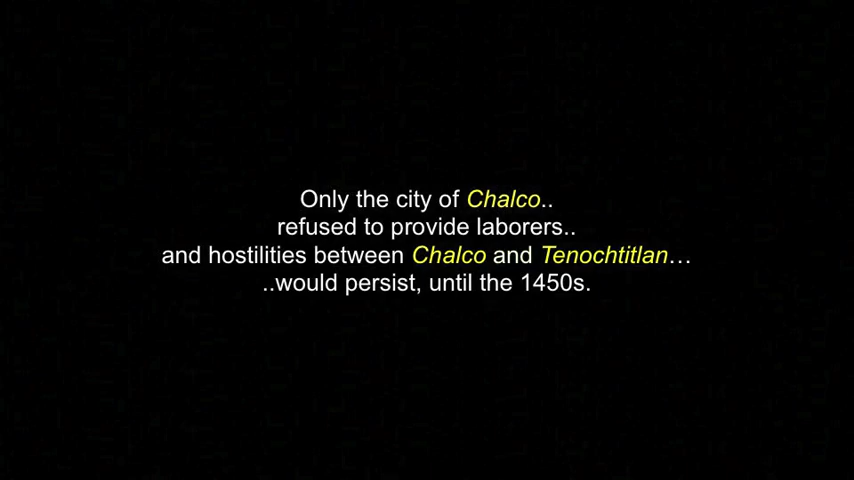 Only the city of Chalco..
refused to provide laborers..
and hostilities between Chalco and Tenochtitlan…
..would persist, until the 1450s.